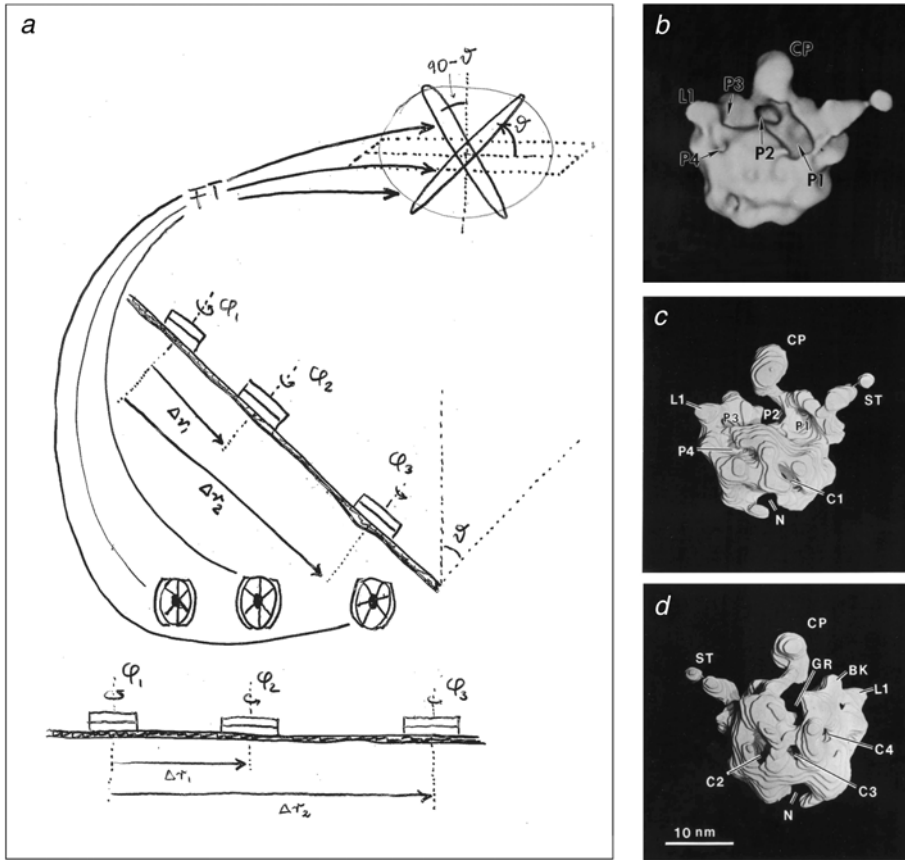 a
90-ϑ
ϑ
FT
φ₁
φ₂
Δr₁
φ₃
Δr₂
ϑ
φ₁
φ₂
φ₃
Δr₁
Δr₂
b
CP
P3
L1
P4
P2
P1
c
CP
L1
ST
P3
P2
P1
P4
C1
N
d
CP
ST
GR
BK
L1
C4
C2
C3
N
10 nm